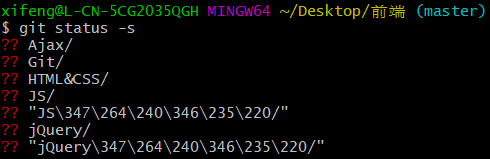 xifeng@L-CN-5CG2035QGH MINGW64 ~/Desktop/前端 (master)
$ git status -s
?? Ajax/
?? Git/
?? HTML&CSS/
?? JS/
?? "JS\347\264\240\346\235\220/"
?? jQuery/
?? "jQuery\347\264\240\346\235\220/"